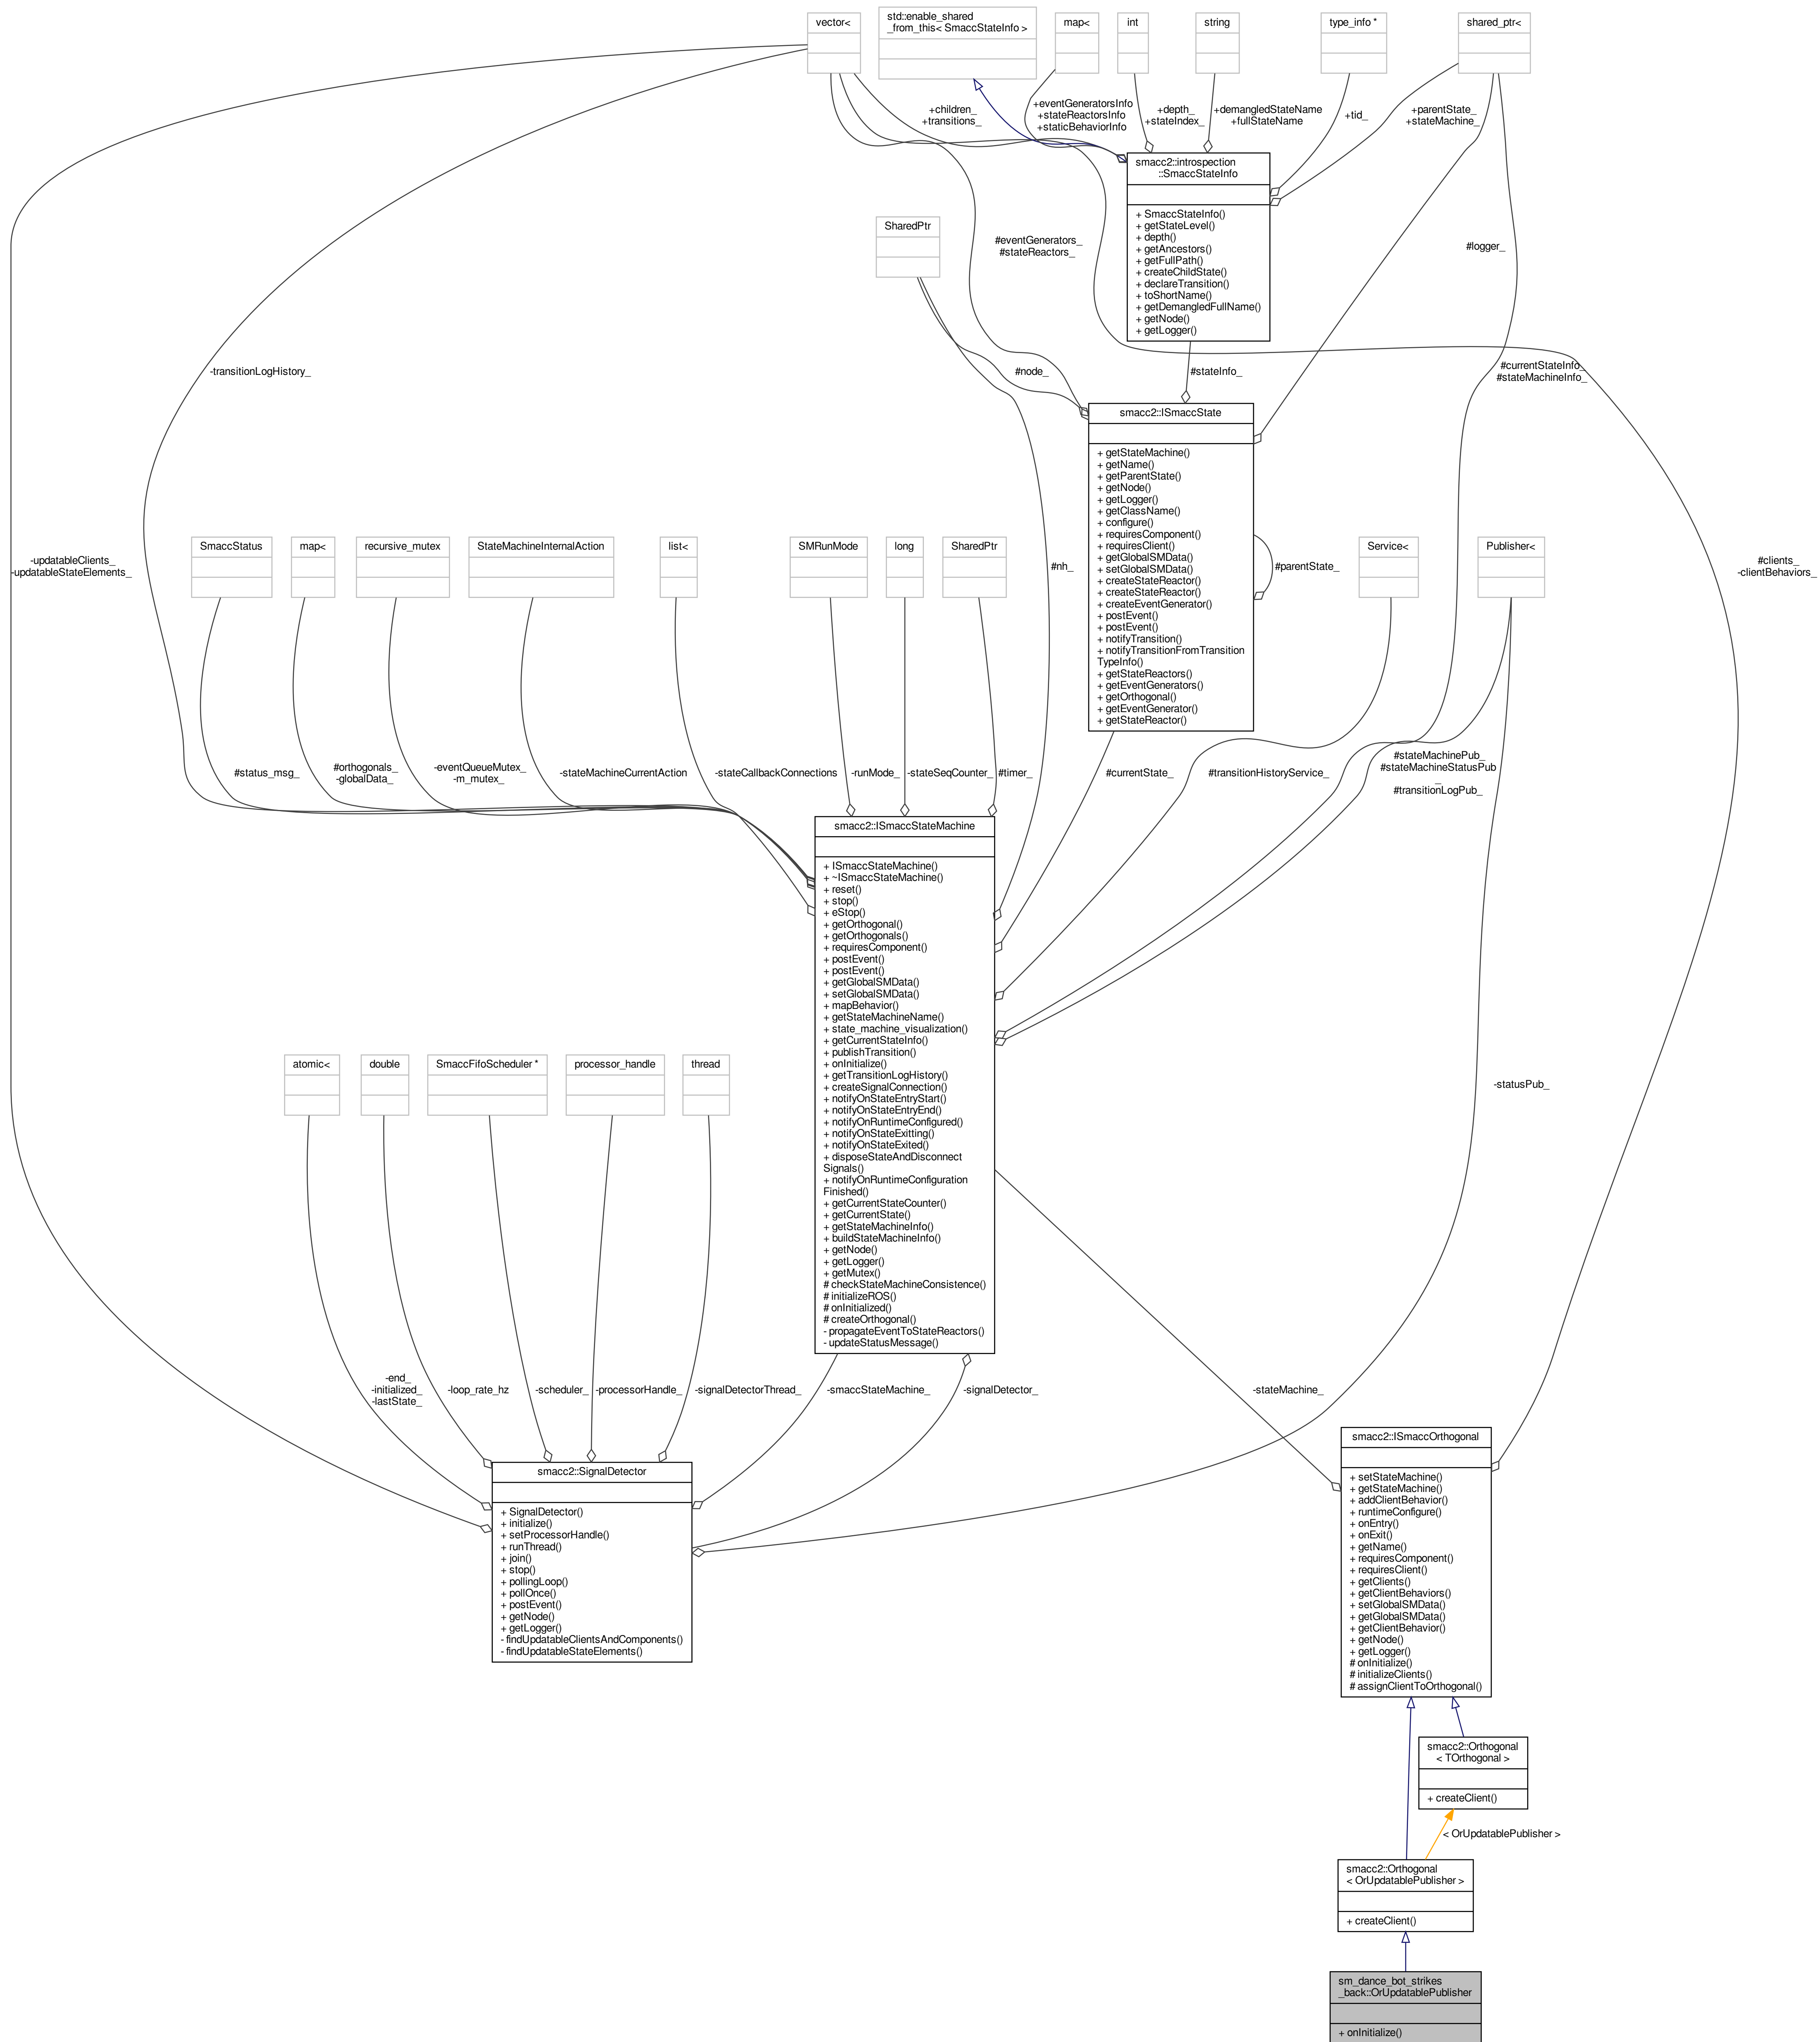 vector<
std::enable_shared
_from_this< SmaccStateInfo >
map<
int
string
type_info *
shared_ptr<
+children_
+transitions_
+eventGeneratorsInfo
+stateReactorsInfo
+staticBehaviorInfo
+depth_
+stateIndex_
+demangledStateName
+fullStateName
+tid_
+parentState_
+stateMachine_
smacc2::introspection
::SmaccStateInfo
+ SmaccStateInfo()
+ getStateLevel()
+ depth()
+ getAncestors()
+ getFullPath()
+ createChildState()
+ declareTransition()
+ toShortName()
+ getDemangledFullName()
+ getNode()
+ getLogger()
SharedPtr
#eventGenerators_
#stateReactors_
#logger_
-transitionLogHistory_
#node_
#stateInfo_
#currentStateInfo_
#stateMachineInfo_
smacc2::ISmaccState
+ getStateMachine()
+ getName()
+ getParentState()
+ getNode()
+ getLogger()
+ getClassName()
+ configure()
+ requiresComponent()
+ requiresClient()
+ getGlobalSMData()
+ setGlobalSMData()
+ createStateReactor()
+ createStateReactor()
+ createEventGenerator()
+ postEvent()
+ postEvent()
+ notifyTransition()
+ notifyTransitionFromTransition
TypeInfo()
+ getStateReactors()
+ getEventGenerators()
+ getOrthogonal()
+ getEventGenerator()
+ getStateReactor()
#parentState_
-updatableClients_
-updatableStateElements_
SmaccStatus
map<
recursive_mutex
StateMachineInternalAction
list<
SMRunMode
long
SharedPtr
#nh_
Service<
Publisher<
#clients_
-clientBehaviors_
#status_msg_
#orthogonals_
-globalData_
-eventQueueMutex_
-m_mutex_
-stateMachineCurrentAction
-stateCallbackConnections
-runMode_
-stateSeqCounter_
#timer_
#currentState_
#transitionHistoryService_
#stateMachinePub_
#stateMachineStatusPub
_
#transitionLogPub_
smacc2::ISmaccStateMachine
+ ISmaccStateMachine()
+ ~ISmaccStateMachine()
+ reset()
+ stop()
+ eStop()
+ getOrthogonal()
+ getOrthogonals()
+ requiresComponent()
+ postEvent()
+ postEvent()
+ getGlobalSMData()
+ setGlobalSMData()
+ mapBehavior()
+ getStateMachineName()
+ state_machine_visualization()
+ getCurrentStateInfo()
+ publishTransition()
+ onInitialize()
+ getTransitionLogHistory()
+ createSignalConnection()
+ notifyOnStateEntryStart()
+ notifyOnStateEntryEnd()
+ notifyOnRuntimeConfigured()
+ notifyOnStateExitting()
+ notifyOnStateExited()
+ disposeStateAndDisconnect
Signals()
+ notifyOnRuntimeConfiguration
Finished()
+ getCurrentStateCounter()
+ getCurrentState()
+ getStateMachineInfo()
+ buildStateMachineInfo()
+ getNode()
+ getLogger()
+ getMutex()
# checkStateMachineConsistence()
# initializeROS()
# onInitialized()
# createOrthogonal()
- propagateEventToStateReactors()
- updateStatusMessage()
atomic<
double
SmaccFifoScheduler *
processor_handle
thread
-statusPub_
-end_
-initialized_
-lastState_
-loop_rate_hz
-scheduler_
-processorHandle_
-signalDetectorThread_
-smaccStateMachine_
-signalDetector_
-stateMachine_
smacc2::SignalDetector
+ SignalDetector()
+ initialize()
+ setProcessorHandle()
+ runThread()
+ join()
+ stop()
+ pollingLoop()
+ pollOnce()
+ postEvent()
+ getNode()
+ getLogger()
- findUpdatableClientsAndComponents()
- findUpdatableStateElements()
smacc2::ISmaccOrthogonal
+ setStateMachine()
+ getStateMachine()
+ addClientBehavior()
+ runtimeConfigure()
+ onEntry()
+ onExit()
+ getName()
+ requiresComponent()
+ requiresClient()
+ getClients()
+ getClientBehaviors()
+ setGlobalSMData()
+ getGlobalSMData()
+ getClientBehavior()
+ getNode()
+ getLogger()
# onInitialize()
# initializeClients()
# assignClientToOrthogonal()
smacc2::Orthogonal
< TOrthogonal >
+ createClient()
< OrUpdatablePublisher >
smacc2::Orthogonal
< OrUpdatablePublisher >
+ createClient()
sm_dance_bot_strikes
_back::OrUpdatablePublisher
+ onInitialize()